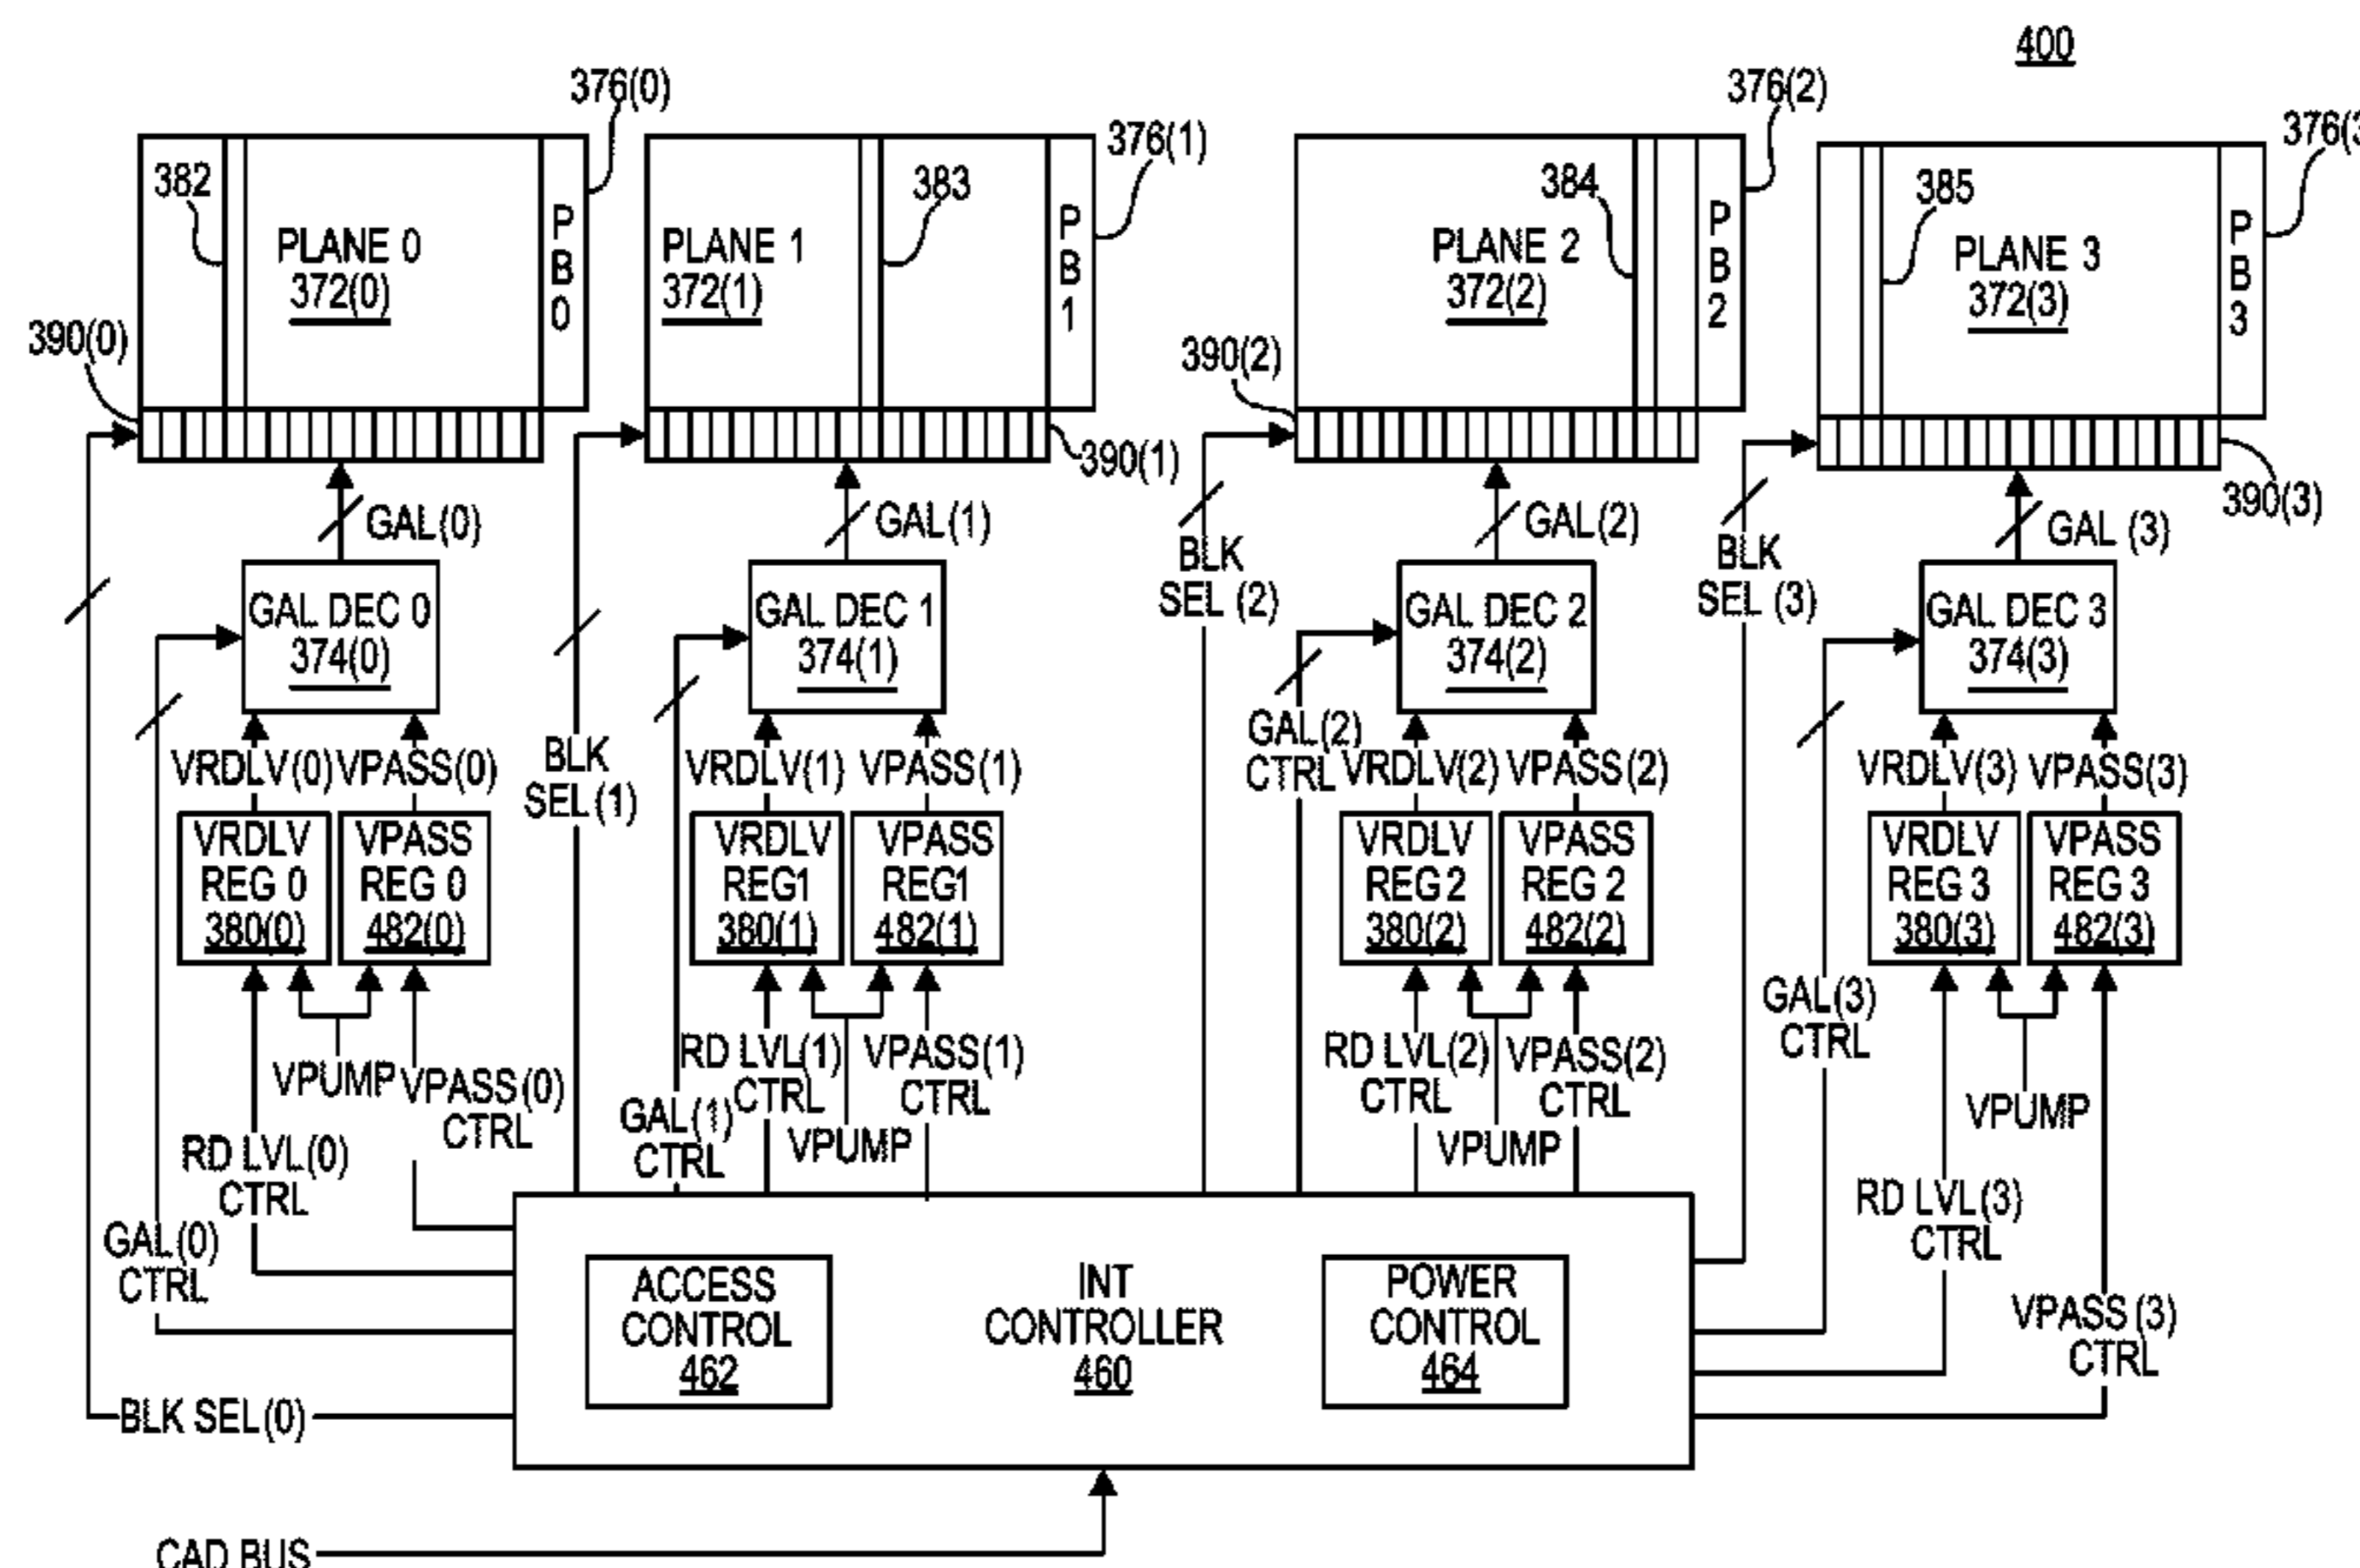 400
376(0)
376(1)
376(2)
376(3
382
PLANE 0
372(0)
P
B
0
390(0)
PLANE 1
372(1)
383
P
B
1
390(1)
384
PLANE 2
372(2)
P
B
2
390(2)
385
PLANE 3
372(3)
P
B
3
390(3)
GAL(0)
GAL(1)
GAL(2)
GAL (3)
BLK
SEL (2)
BLK
SEL (3)
GAL DEC 0
374(0)
GAL DEC 1
374(1)
GAL DEC 2
374(2)
GAL DEC 3
374(3)
VRDLV(0)
VPASS(0)
BLK
SEL(1)
VRDLV(1)
VPASS(1)
GAL(2)
CTRL
VRDLV(2)
VPASS(2)
VRDLV(3)
VPASS(3)
VRDLV
REG 0
380(0)
VPASS
REG 0
482(0)
VRDLV
REG1
380(1)
VPASS
REG1
482(1)
VRDLV
REG 2
380(2)
VPASS
REG 2
482(2)
VRDLV
REG 3
380(3)
VPASS
REG 3
482(3)
VPUMP
VPASS(0)
CTRL
RD LVL(0)
CTRL
GAL(0)
CTRL
BLK SEL(0)
RD LVL(1)
CTRL
VPASS(1)
CTRL
GAL(1)
CTRL
VPUMP
RD LVL(2)
CTRL
VPASS(2)
CTRL
VPUMP
GAL(3)
CTRL
VPUMP
RD LVL(3)
CTRL
VPASS(3)
CTRL
ACCESS
CONTROL
462
INT
CONTROLLER
460
POWER
CONTROL
464
CAD BUS